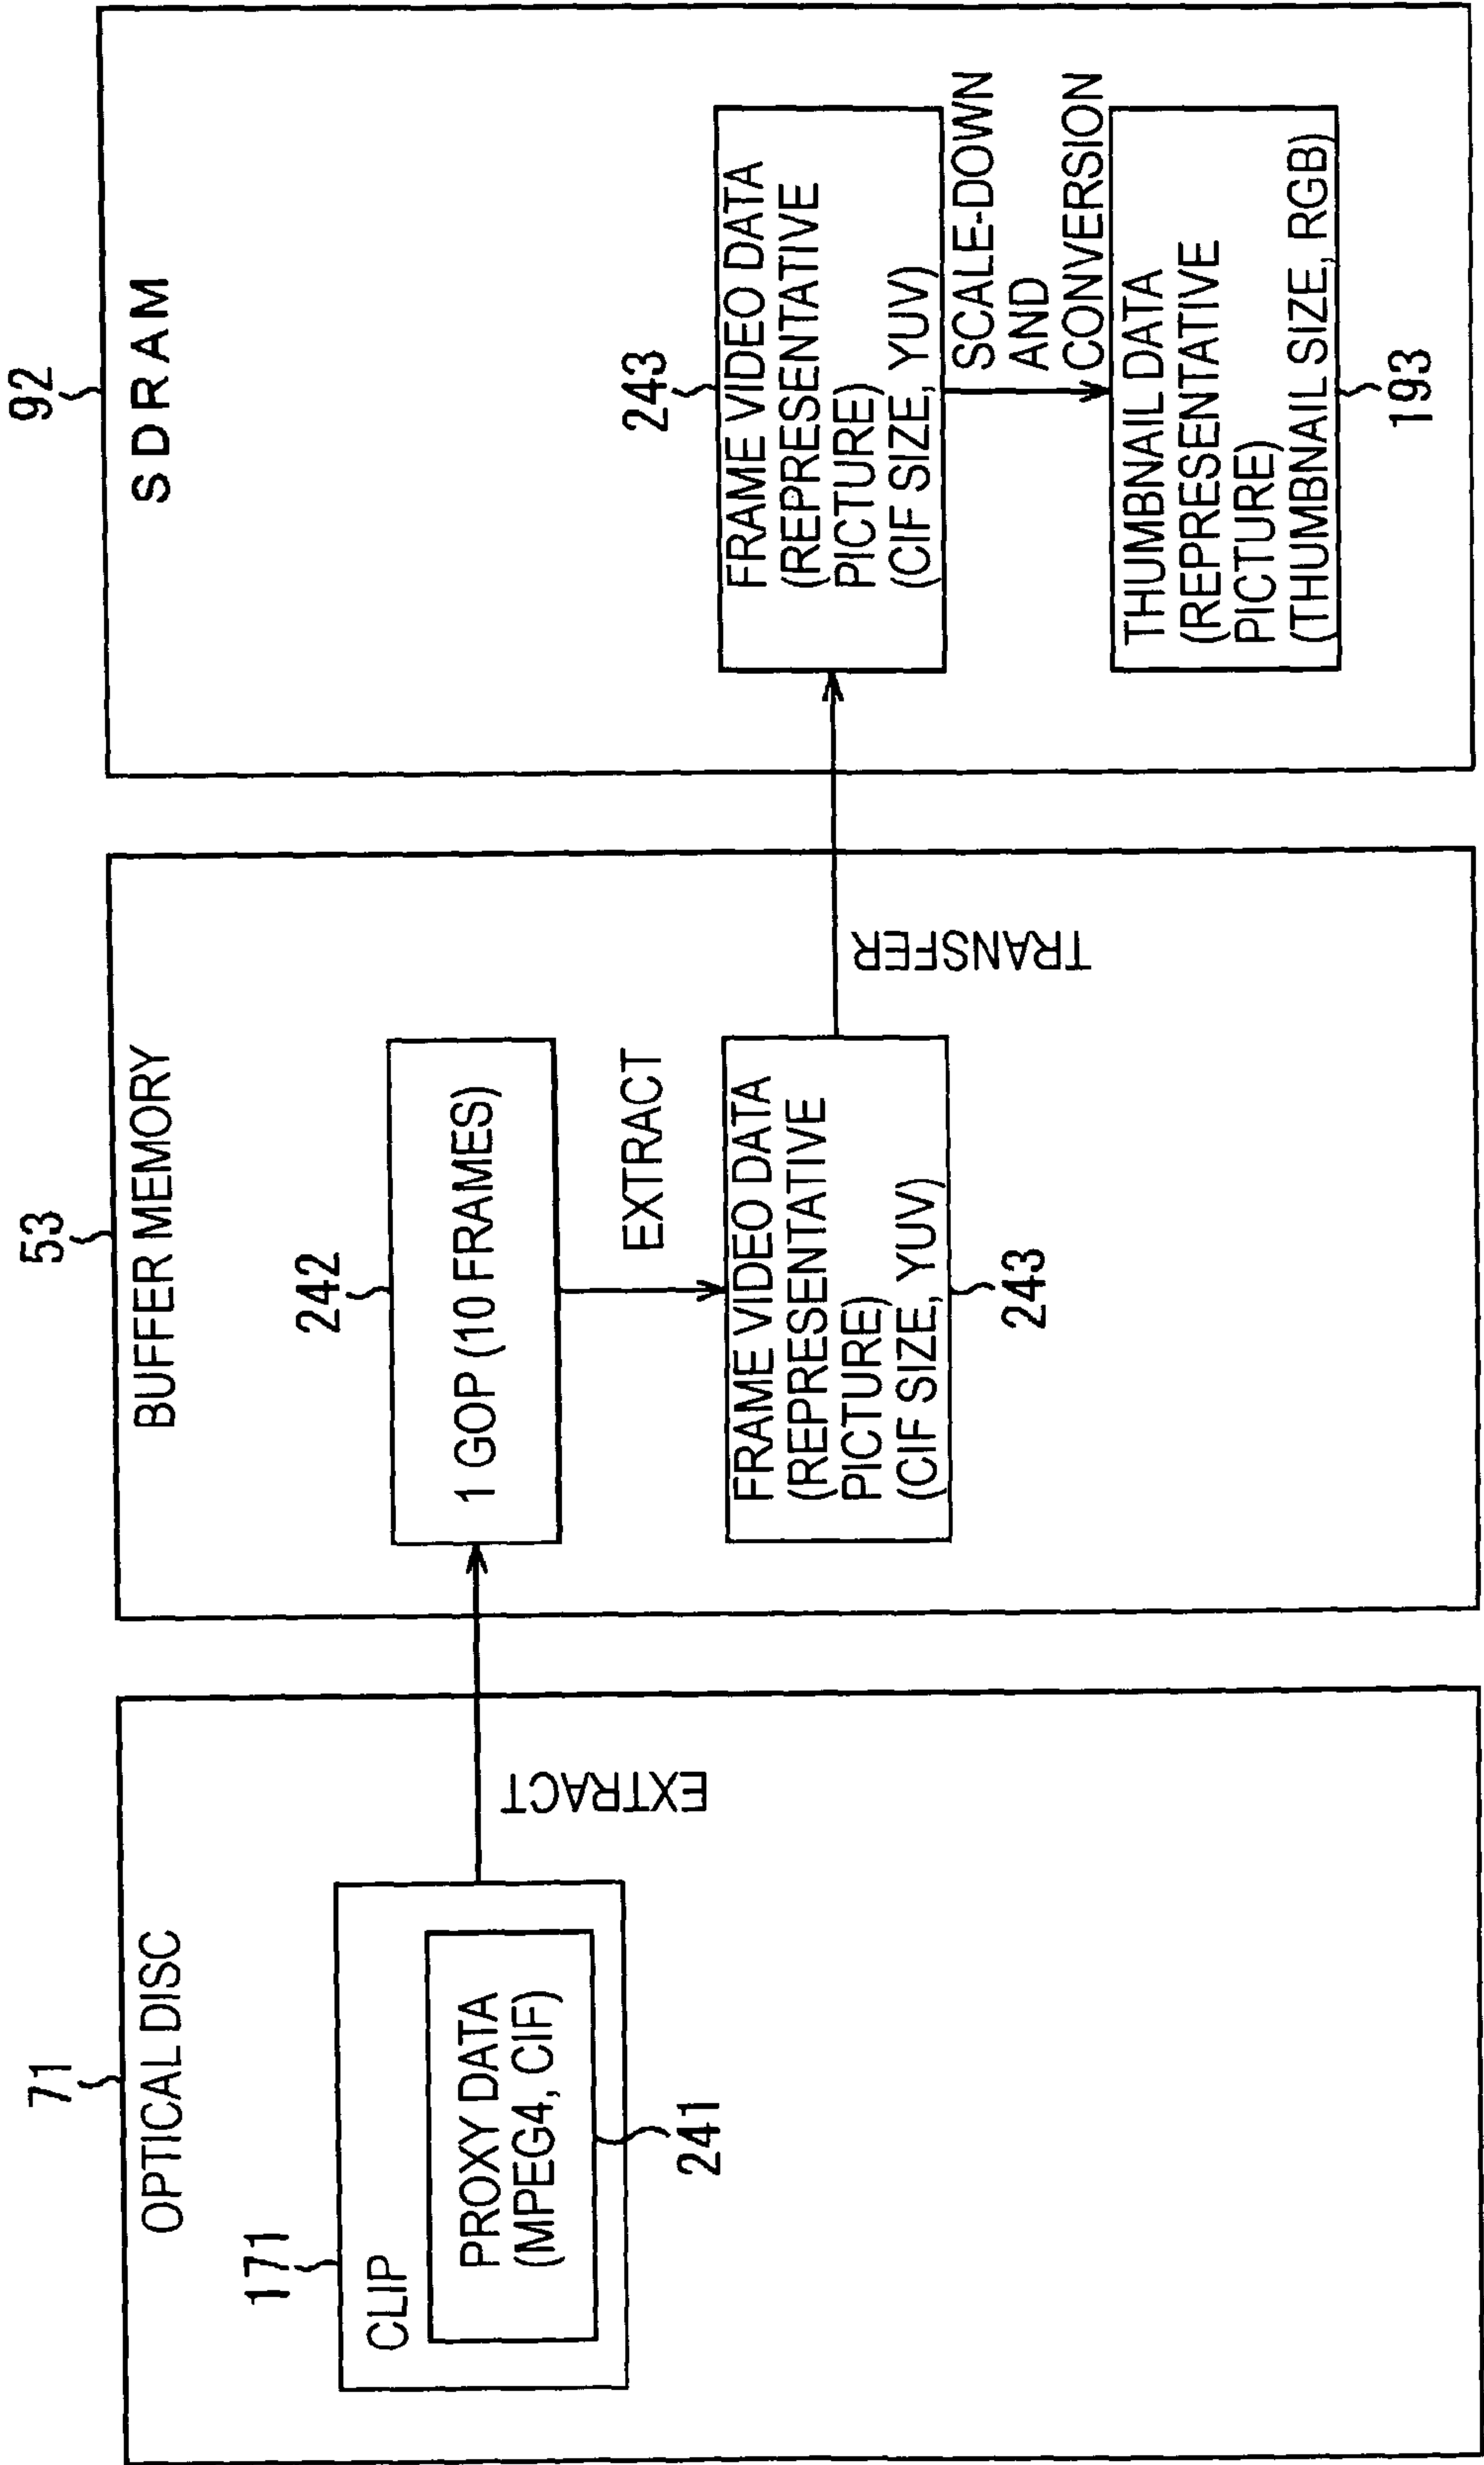 71
OPTICAL DISC
171
CLIP
PROXY DATA
(MPEG4, CIF)
241
EXTRACT
53
BUFFER MEMORY
242
1 GOP (10 FRAMES)
EXTRACT
FRAME VIDEO DATA
(REPRESENTATIVE
PICTURE)
(CIF SIZE, YUV)
243
TRANSFER
92
SDRAM
243
FRAME VIDEO DATA
(REPRESENTATIVE
PICTURE)
(CIF SIZE, YUV)
SCALE-DOWN
AND
CONVERSION
THUMBNAIL DATA
(REPRESENTATIVE
PICTURE)
(THUMBNAIL SIZE, RGB)
193